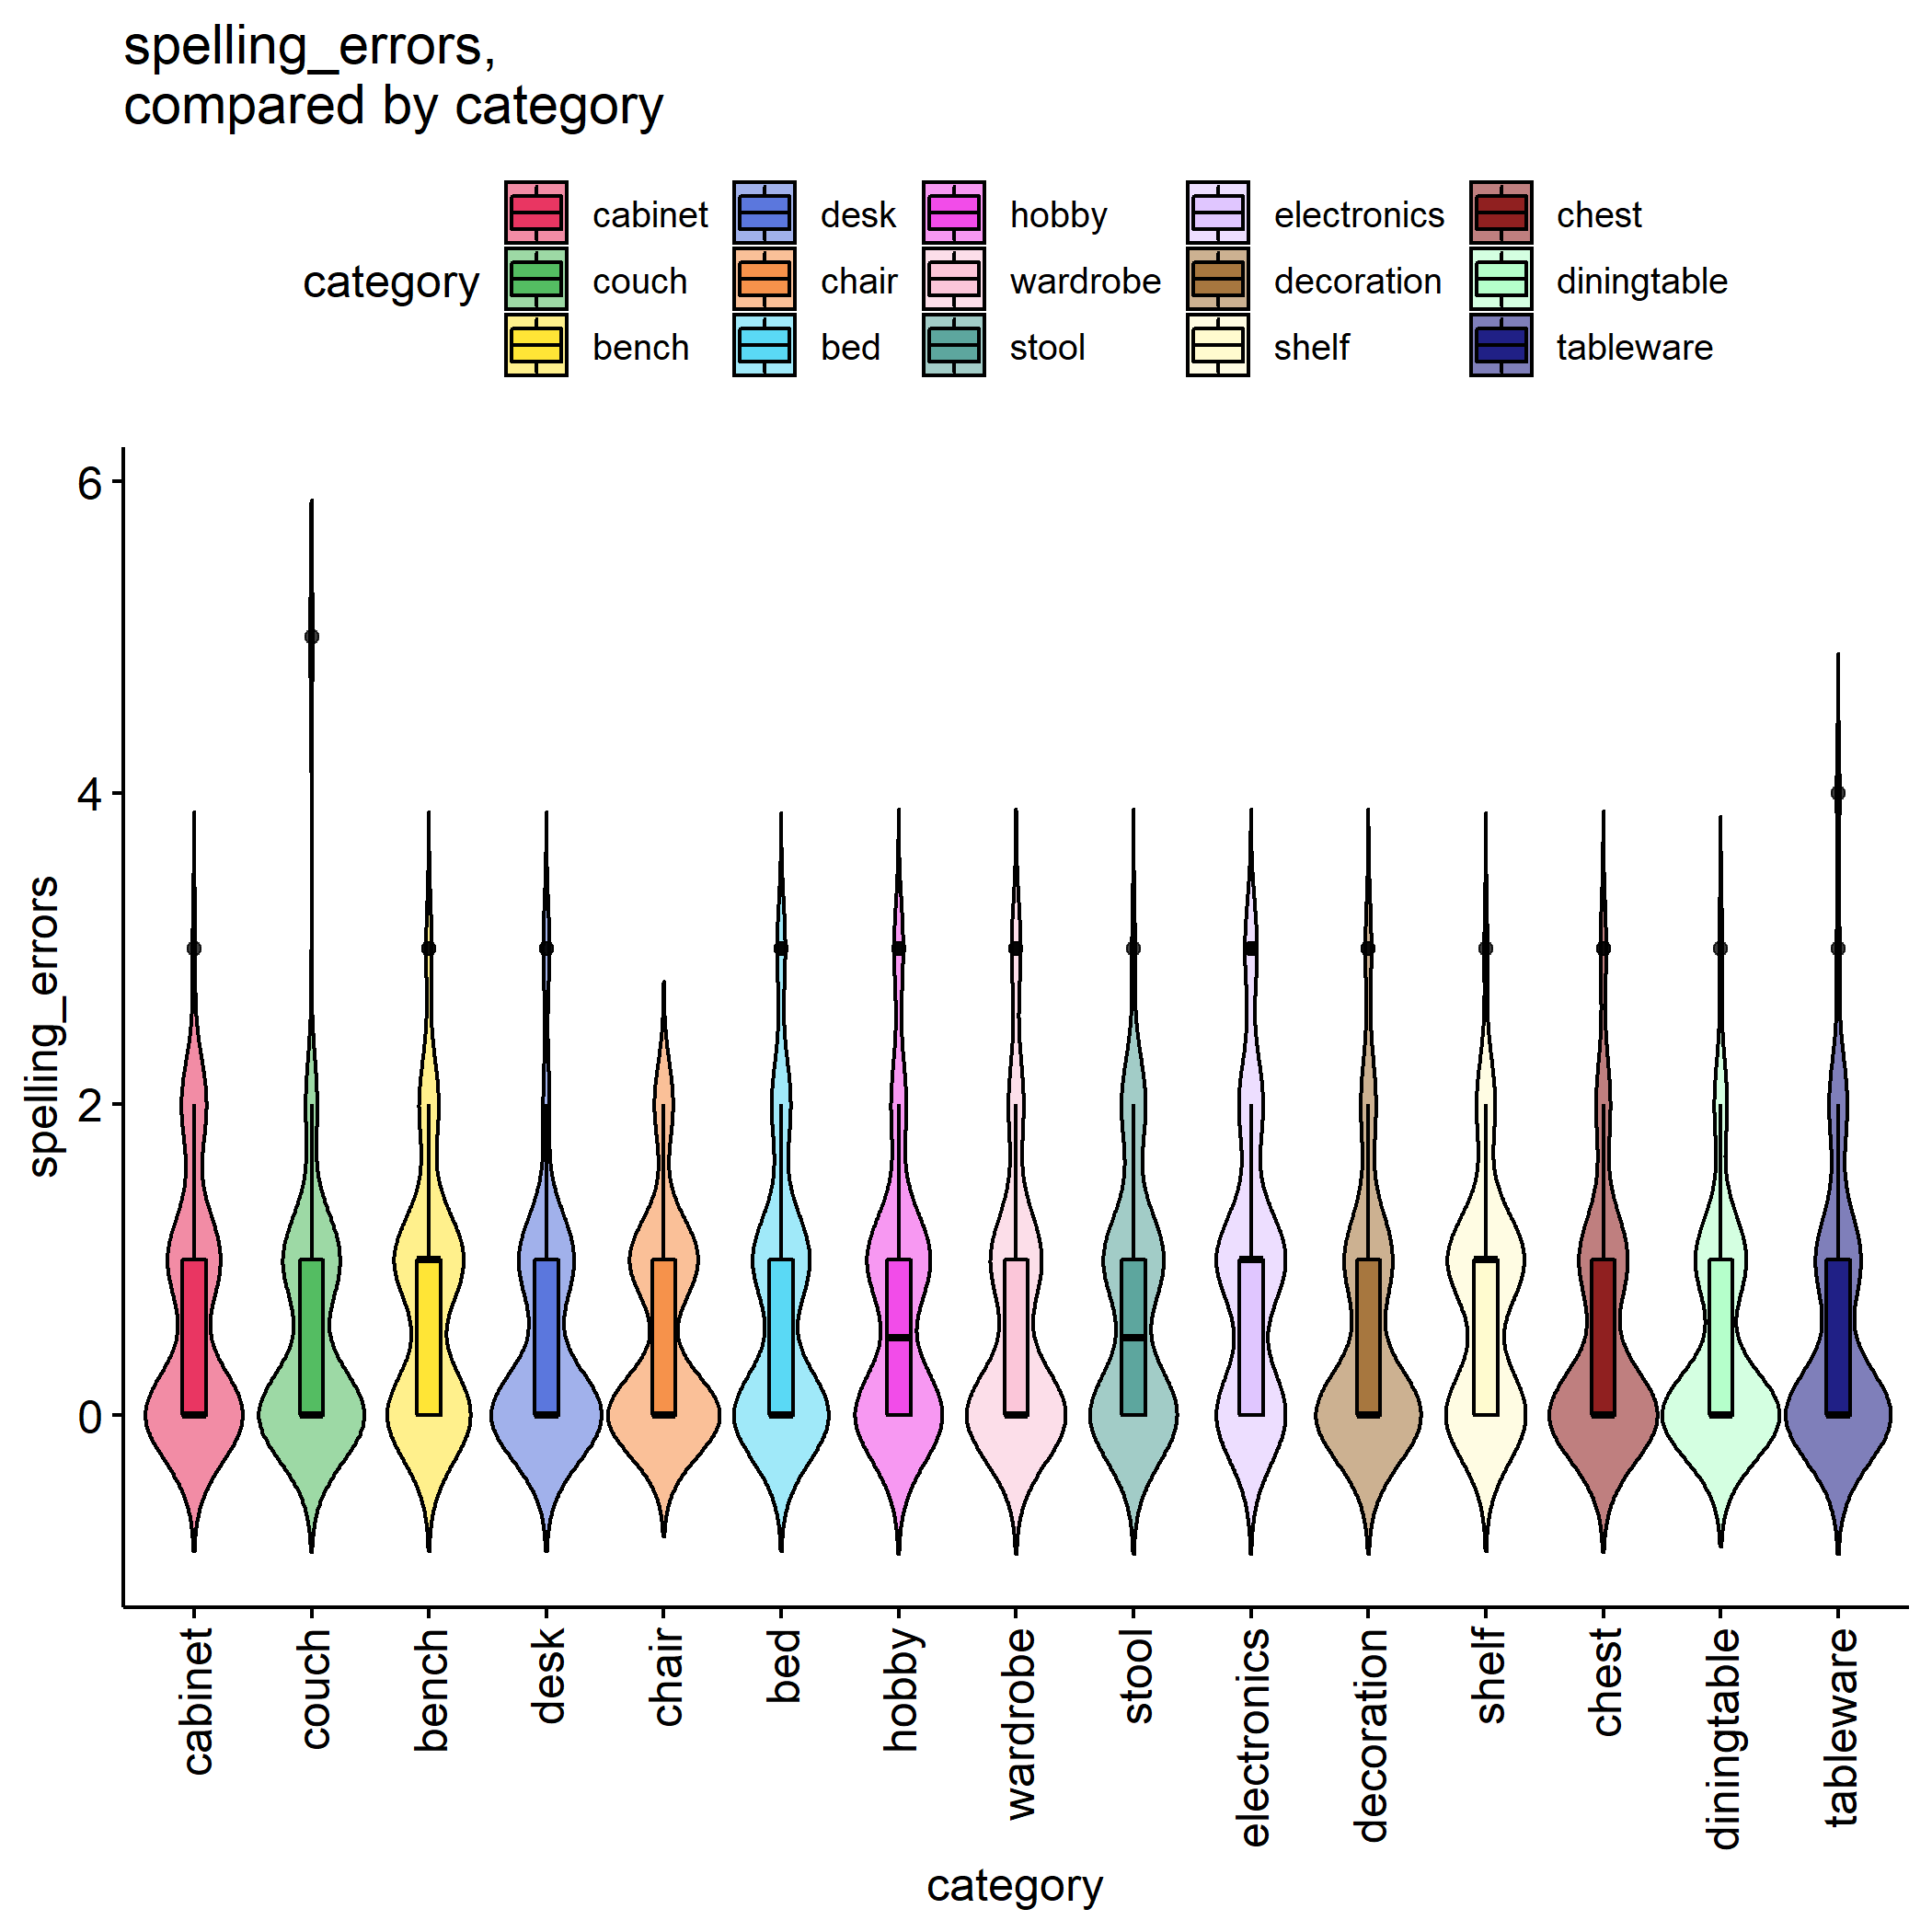 spelling_errors,
compared by category
category
cabinet desk hobby electronics chest
couch chair wardrobe decoration diningtable
bench bed stool shelf tableware
spelling_errors
6
4
2
0
cabinet couch bench desk chair bed hobby wardrobe stool electronics decoration shelf chest diningtable tableware
category